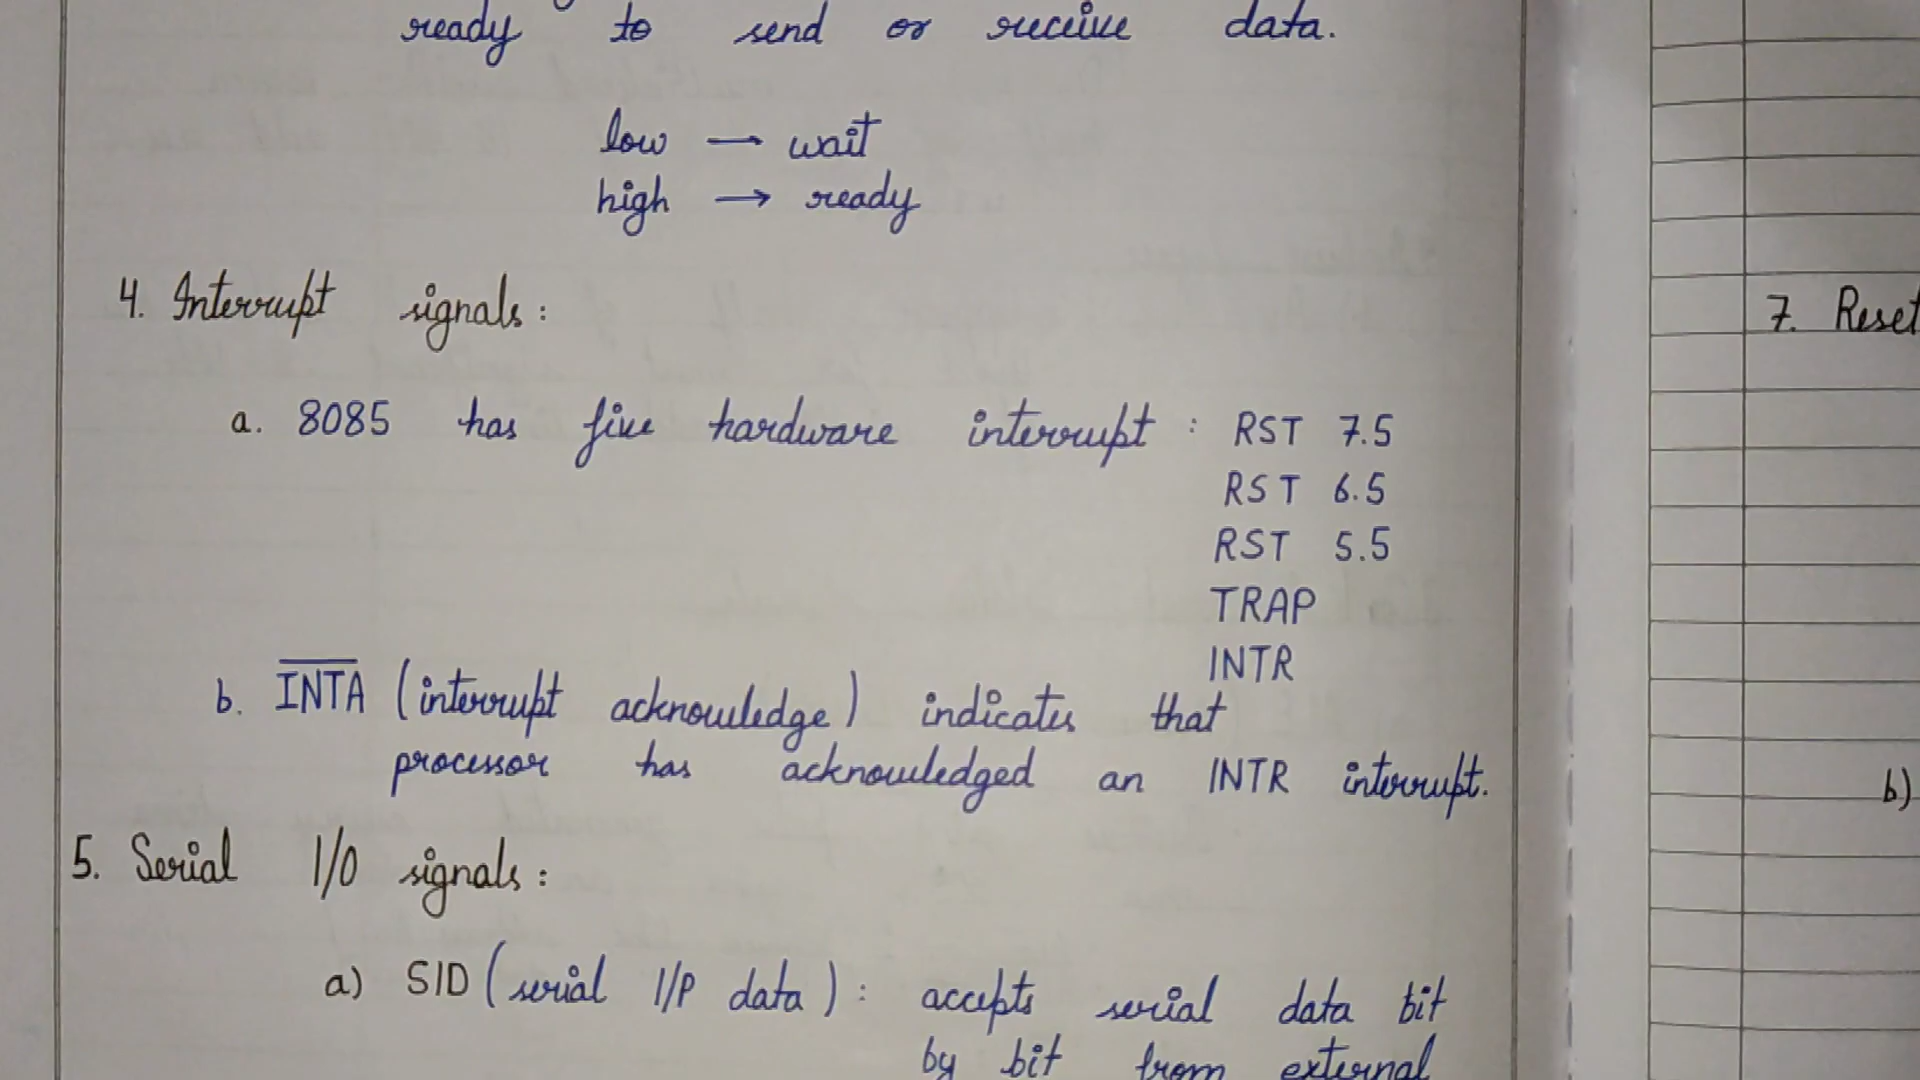 ready to send or receive data.
low → wait
high → ready
4. Interrupt signals :
a. 8085 has five hardware interrupt : RST 7.5
RST 6.5
RST 5.5
TRAP
INTR
b. I̅N̅T̅A̅ (interrupt acknowledge) indicates that
processor has acknowledged an INTR interrupt.
5. Serial I/O signals :
a) SID (serial I/P data) : accepts serial data bit
by bit from external
7. Reset
b)